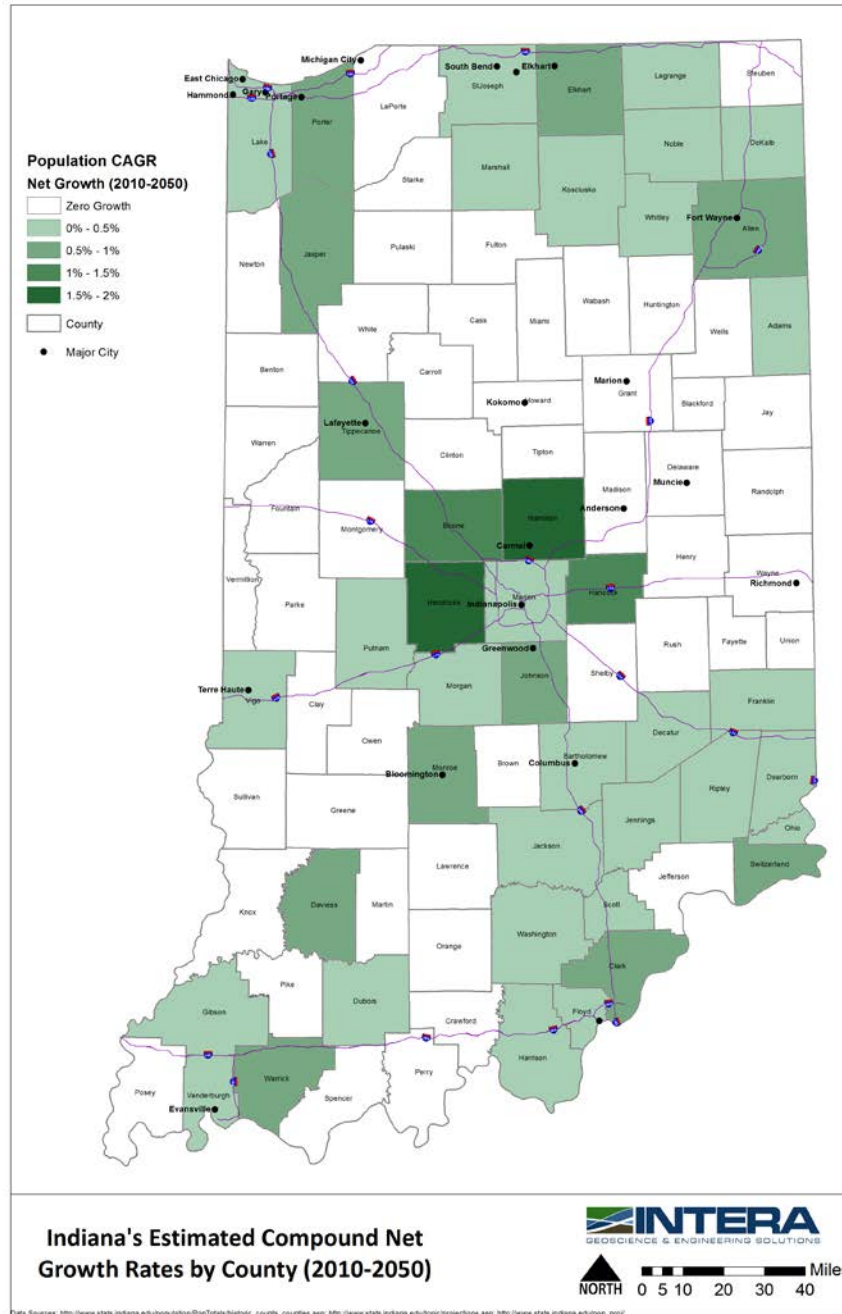 Michigan City
South Bend
Elkhart
East Chicago
StJoseph
Elkhart
Lagrange
Steuben
Hammond
Gary
Portage
LaPorte
Porter
Lake
Noble
DeKalb
Population CAGR
Net Growth (2010-2050)
Zero Growth
0% - 0.5%
0.5% - 1%
1% - 1.5%
1.5% - 2%
County
Major City
Marshall
Starke
Kosciusko
Whitley
Fort Wayne
Allen
Newton
Jasper
Pulaski
Fulton
Wabash
Huntington
White
Cass
Miami
Wells
Adams
Benton
Carroll
Marion
Grant
Kokomo
Howard
Blackford
Jay
Lafayette
Tippecanoe
Warren
Clinton
Tipton
Madison
Delaware
Muncie
Randolph
Fountain
Montgomery
Boone
Hamilton
Anderson
Carmal
Henry
Vermillion
Parke
Hendricks
Marion
Indianapolis
Hancock
Wayne
Richmond
Putnam
Greenwood
Rush
Fayette
Union
Terre Haute
Vigo
Clay
Morgan
Johnson
Shelby
Franklin
Owen
Decatur
Monroe
Bloomington
Brown
Columbus
Bartholomew
Dearborn
Sullivan
Greene
Ripley
Jennings
Ohio
Jackson
Lawrence
Jefferson
Switzerland
Knox
Daviess
Martin
Scott
Washington
Orange
Clark
Pike
Gibson
Dubois
Crawford
Floyd
Harrison
Posey
Vanderburgh
Warrick
Perry
Spencer
Evansville
Indiana's Estimated Compound Net
Growth Rates by County (2010-2050)
INTERA
GEOSCIENCE & ENGINEERING SOLUTIONS
NORTH
Miles
0 5 10 20 30 40